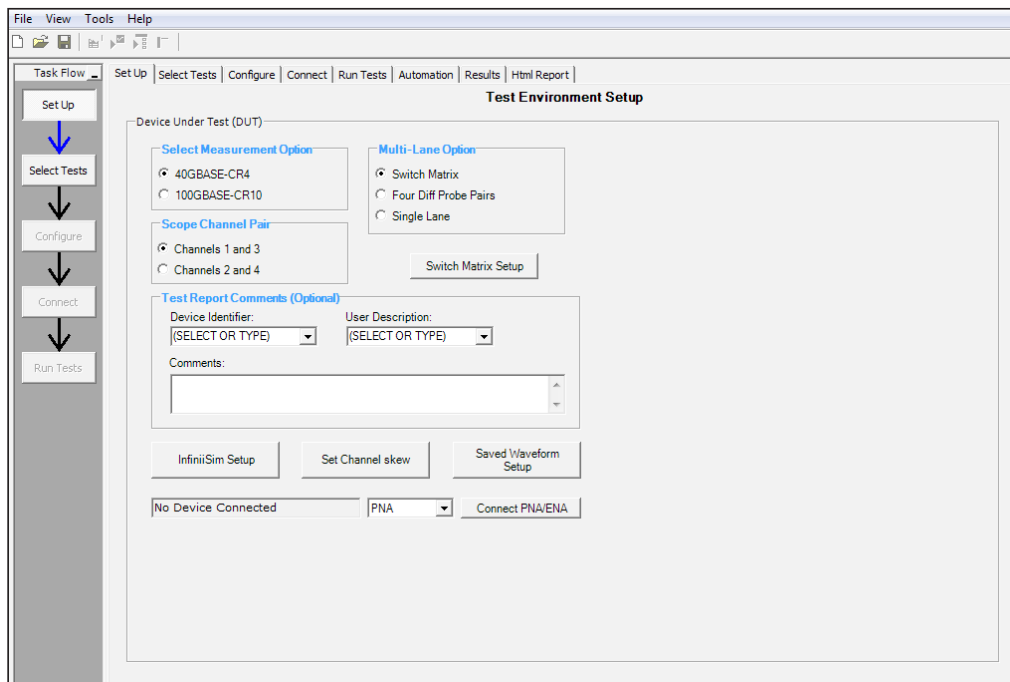 File View Tools Help
Task Flow
Set Up
Select Tests
Configure
Connect
Run Tests
Set Up Select Tests Configure Connect Run Tests Automation Results Html Report
Test Environment Setup
Device Under Test (DUT)
Select Measurement Option
40GBASE-CR4
100GBASE-CR10
Multi-Lane Option
Switch Matrix
Four Diff Probe Pairs
Single Lane
Scope Channel Pair
Channels 1 and 3
Channels 2 and 4
Switch Matrix Setup
Test Report Comments (Optional)
Device Identifier: User Description:
(SELECT OR TYPE) (SELECT OR TYPE)
Comments:
InfiniiSim Setup
Set Channel skew
Saved Waveform
Setup
No Device Connected
PNA
Connect PNA/ENA